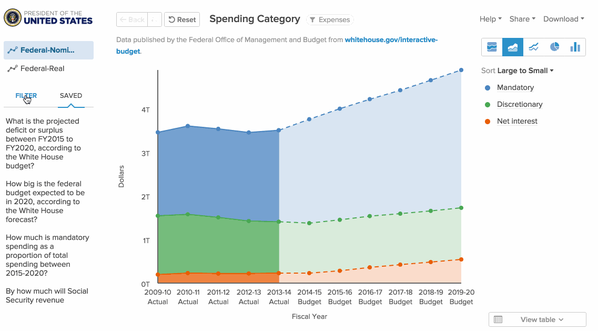 PRESIDENT OF THE
UNITED STATES
Back
Reset
Spending Category
Expenses
Help
Share
Download
Data published by the Federal Office of Management and Budget from whitehouse.gov/interactive-
budget.
Federal-Nomi...
Federal-Real
FILTER
SAVED
What is the projected
deficit or surplus
between FY2015 to
FY2020, according to
the White House
budget?
How big is the federal
budget expected to be
in 2020, according to
the White House
forecast?
How much is mandatory
spending as a
proportion of total
spending between
2015-2020?
By how much will Social
Security revenue
Sort Large to Small
Mandatory
Discretionary
Net interest
Dollars
4T
3T
2T
1T
0T
2009-10 2010-11 2011-12 2012-13 2013-14 2014-15 2015-16 2016-17 2017-18 2018-19 2019-20
Actual Actual Actual Actual Actual Budget Budget Budget Budget Budget Budget
Fiscal Year
View table